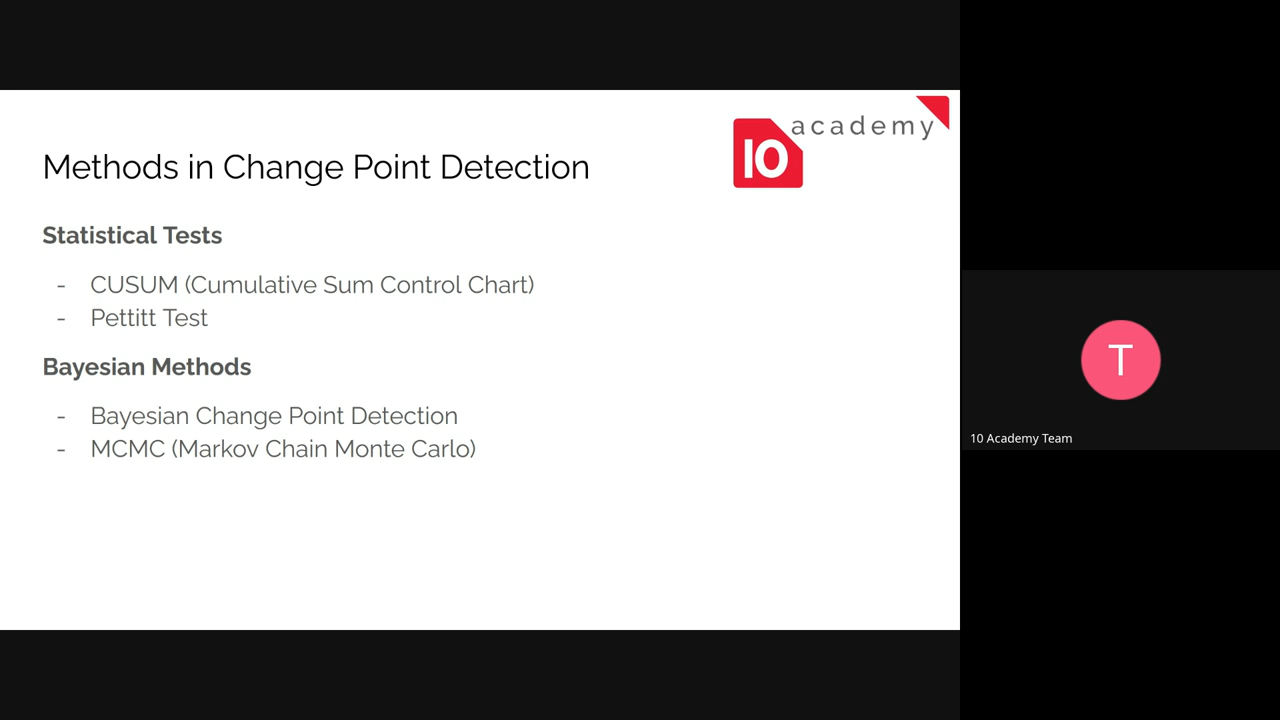 10 academy
Methods in Change Point Detection
Statistical Tests
- CUSUM (Cumulative Sum Control Chart)
- Pettitt Test
Bayesian Methods
- Bayesian Change Point Detection
- MCMC (Markov Chain Monte Carlo)
T
10 Academy Team